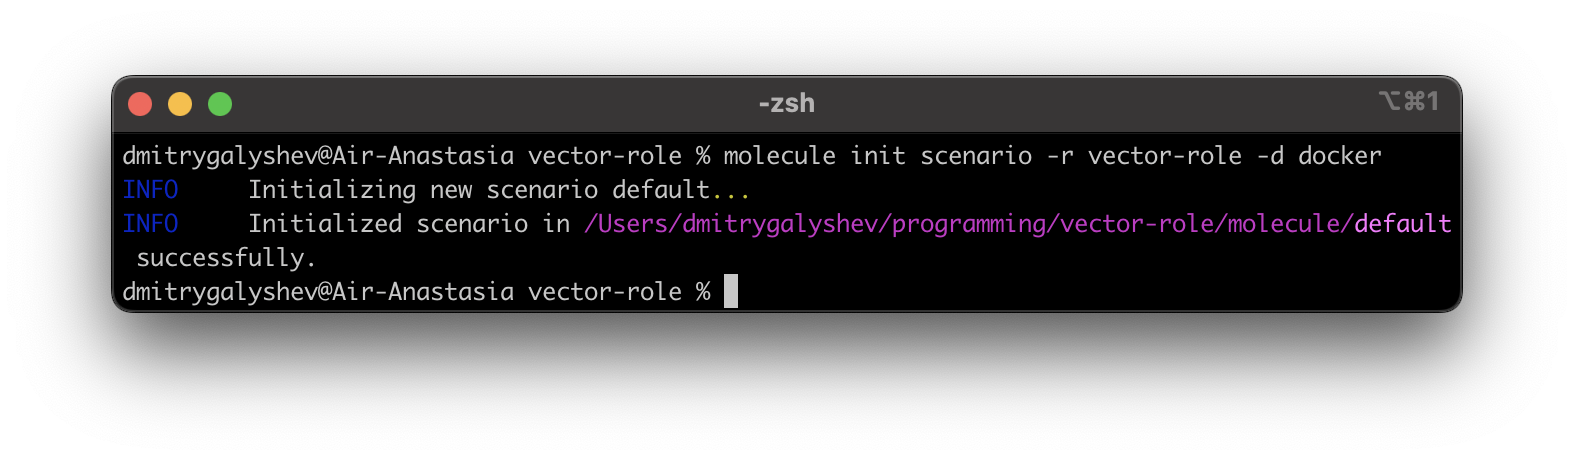 -zsh
⌥⌘1
dmitrygalyshev@Air-Anastasia vector-role % molecule init scenario -r vector-role -d docker
INFO     Initializing new scenario default...
INFO     Initialized scenario in /Users/dmitrygalyshev/programming/vector-role/molecule/default
 successfully.
dmitrygalyshev@Air-Anastasia vector-role %